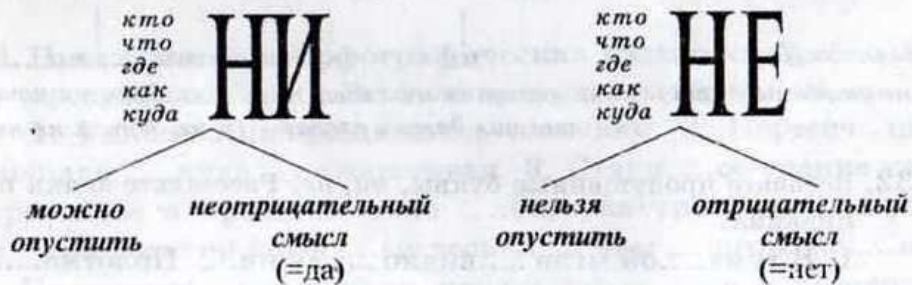 кто
что
где
как
куда
НИ
можно
опустить
неотрицательный
смысл
(=да)
кто
что
где
как
куда
НЕ
нельзя
опустить
отрицательный
смысл
(=нет)